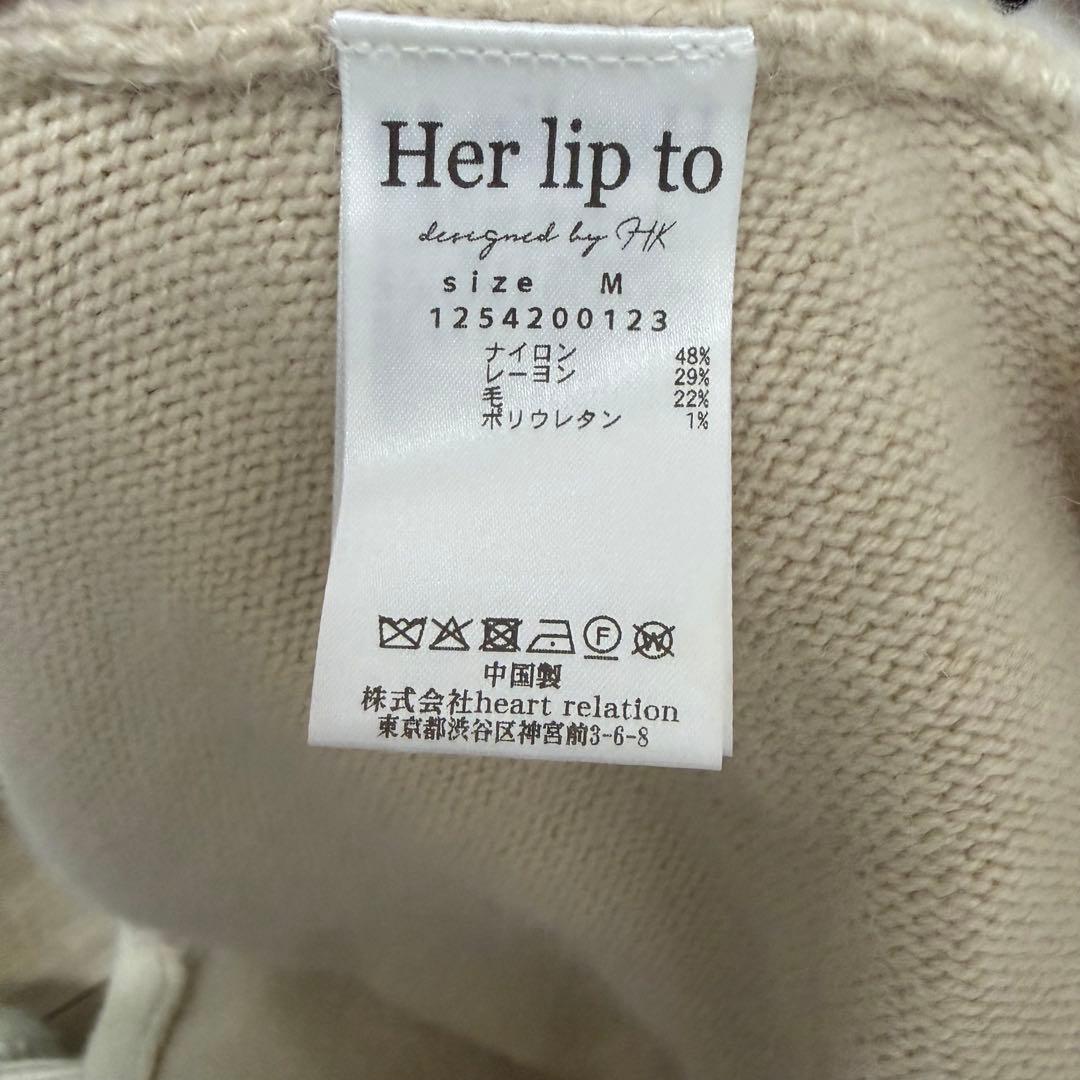 Her lip to
designed by HK
size M
1254200123
ナイロン 48%
レーヨン 29%
毛 22%
ポリウレタン 1%
F W
中国製
株式会社heart relation
東京都渋谷区神宮前3-6-8